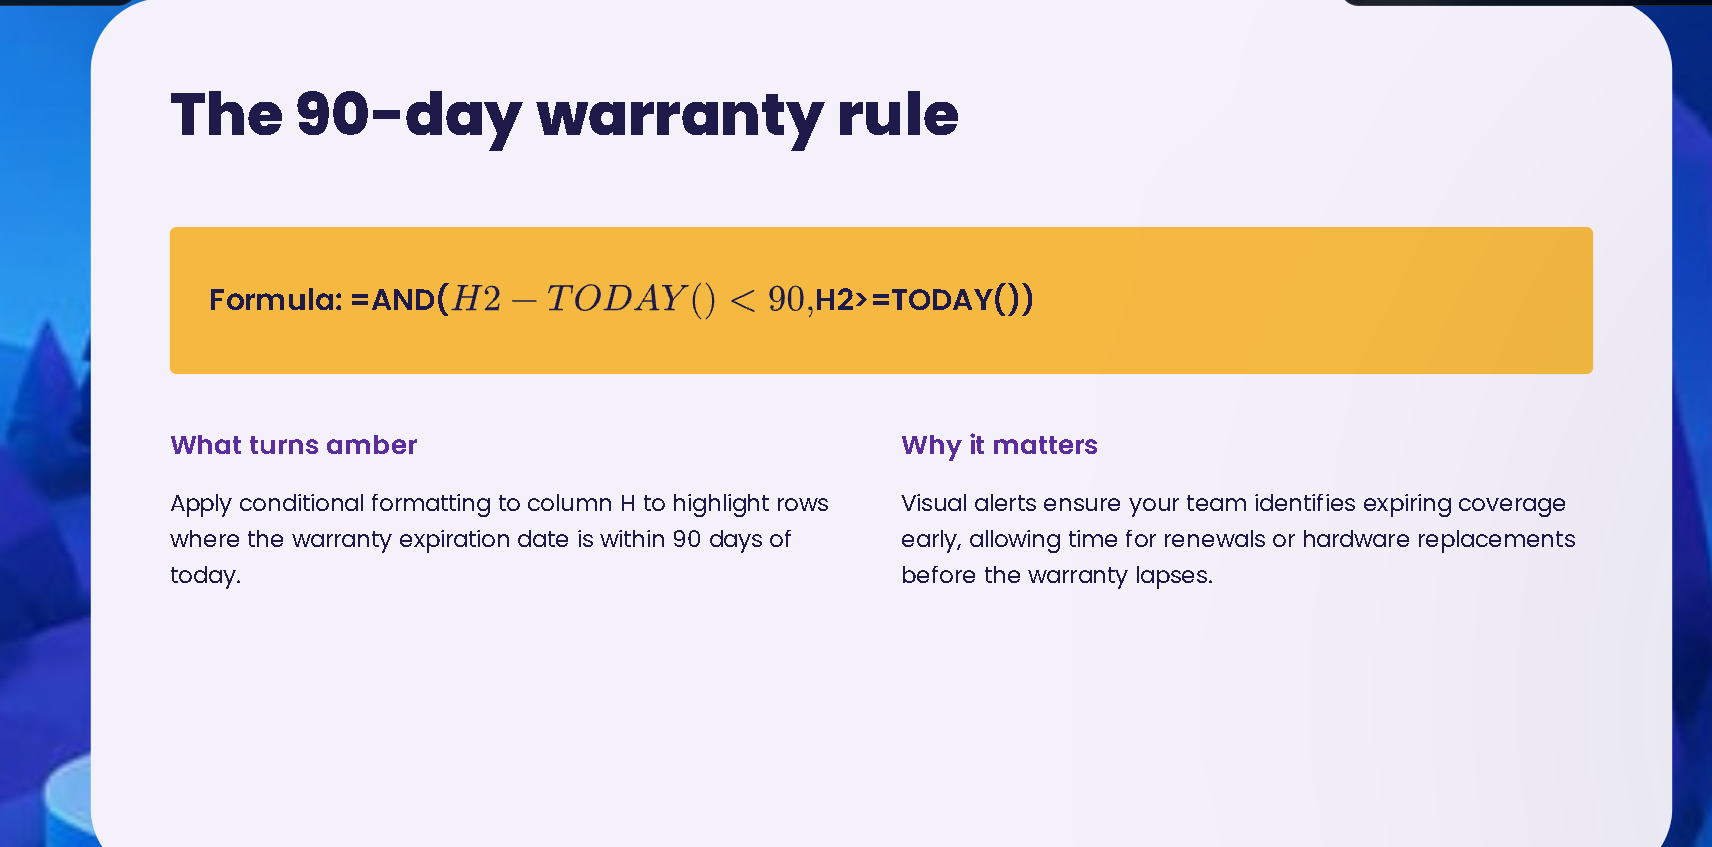 The 90-day warranty rule
Formula: =AND(H2 − TODAY() < 90,H2>=TODAY())
What turns amber
Apply conditional formatting to column H to highlight rows
where the warranty expiration date is within 90 days of
today.
Why it matters
Visual alerts ensure your team identifies expiring coverage
early, allowing time for renewals or hardware replacements
before the warranty lapses.